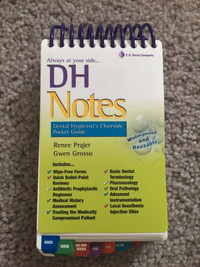 F. A. Davis Company
Always at your side...
DH
Notes
Dental Hygienist's Chairside
Pocket Guide
Waterproof and
Reusable
Renee Prajer
Gwen Grosso
Includes...
✓ Wipe-Free Forms
✓ Quick Bullet-Point
Reviews
✓ Antibiotic Prophylactic
Regimens
✓ Medical History
Assessment
✓ Treating the Medically
Compromised Patient
✓ Basic Dental
Terminology
✓ Pharmacology
✓ Oral Pathology
✓ Advanced
Instrumentation
✓ Local Anesthesia
Injection Sites